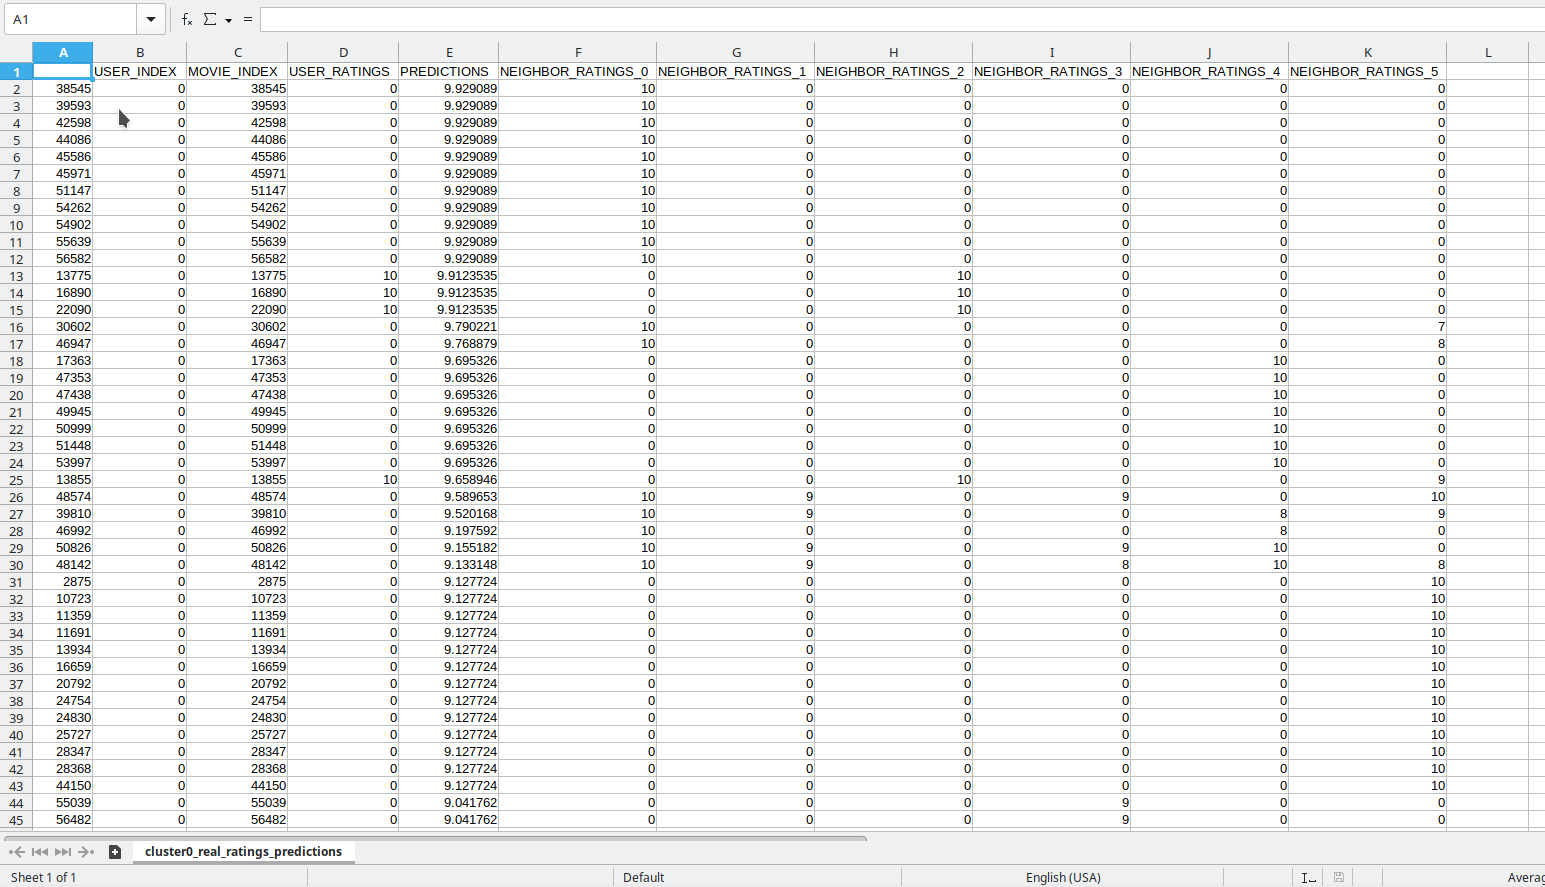 A1 fx Σ =
A B C D E F G H I J K L
1 USER_INDEX MOVIE_INDEX USER_RATINGS PREDICTIONS NEIGHBOR_RATINGS_0 NEIGHBOR_RATINGS_1 NEIGHBOR_RATINGS_2 NEIGHBOR_RATINGS_3 NEIGHBOR_RATINGS_4 NEIGHBOR_RATINGS_5
2 38545 0 38545 0 9.929089 10 0 0 0 0 0
3 39593 0 39593 0 9.929089 10 0 0 0 0 0
4 42598 0 42598 0 9.929089 10 0 0 0 0 0
5 44086 0 44086 0 9.929089 10 0 0 0 0 0
6 45586 0 45586 0 9.929089 10 0 0 0 0 0
7 45971 0 45971 0 9.929089 10 0 0 0 0 0
8 51147 0 51147 0 9.929089 10 0 0 0 0 0
9 54262 0 54262 0 9.929089 10 0 0 0 0 0
10 54902 0 54902 0 9.929089 10 0 0 0 0 0
11 55639 0 55639 0 9.929089 10 0 0 0 0 0
12 56582 0 56582 0 9.929089 10 0 0 0 0 0
13 13775 0 13775 10 9.9123535 0 0 10 0 0 0
14 16890 0 16890 10 9.9123535 0 0 10 0 0 0
15 22090 0 22090 10 9.9123535 0 0 10 0 0 0
16 30602 0 30602 0 9.790221 10 0 0 0 0 7
17 46947 0 46947 0 9.768879 10 0 0 0 0 8
18 17363 0 17363 0 9.695326 0 0 0 0 10 0
19 47353 0 47353 0 9.695326 0 0 0 0 10 0
20 47438 0 47438 0 9.695326 0 0 0 0 10 0
21 49945 0 49945 0 9.695326 0 0 0 0 10 0
22 50999 0 50999 0 9.695326 0 0 0 0 10 0
23 51448 0 51448 0 9.695326 0 0 0 0 10 0
24 53997 0 53997 0 9.695326 0 0 0 0 10 0
25 13855 0 13855 10 9.658946 0 0 10 0 0 9
26 48574 0 48574 0 9.589653 10 9 0 9 0 10
27 39810 0 39810 0 9.520168 10 9 0 0 8 9
28 46992 0 46992 0 9.197592 10 0 0 0 8 0
29 50826 0 50826 0 9.155182 10 9 0 9 10 0
30 48142 0 48142 0 9.133148 10 9 0 8 10 8
31 2875 0 2875 0 9.127724 0 0 0 0 0 10
32 10723 0 10723 0 9.127724 0 0 0 0 0 10
33 11359 0 11359 0 9.127724 0 0 0 0 0 10
34 11691 0 11691 0 9.127724 0 0 0 0 0 10
35 13934 0 13934 0 9.127724 0 0 0 0 0 10
36 16659 0 16659 0 9.127724 0 0 0 0 0 10
37 20792 0 20792 0 9.127724 0 0 0 0 0 10
38 24754 0 24754 0 9.127724 0 0 0 0 0 10
39 24830 0 24830 0 9.127724 0 0 0 0 0 10
40 25727 0 25727 0 9.127724 0 0 0 0 0 10
41 28347 0 28347 0 9.127724 0 0 0 0 0 10
42 28368 0 28368 0 9.127724 0 0 0 0 0 10
43 44150 0 44150 0 9.127724 0 0 0 0 0 10
44 55039 0 55039 0 9.041762 0 0 0 9 0 0
45 56482 0 56482 0 9.041762 0 0 0 9 0 0
cluster0_real_ratings_predictions
Sheet 1 of 1 Default English (USA) Averag